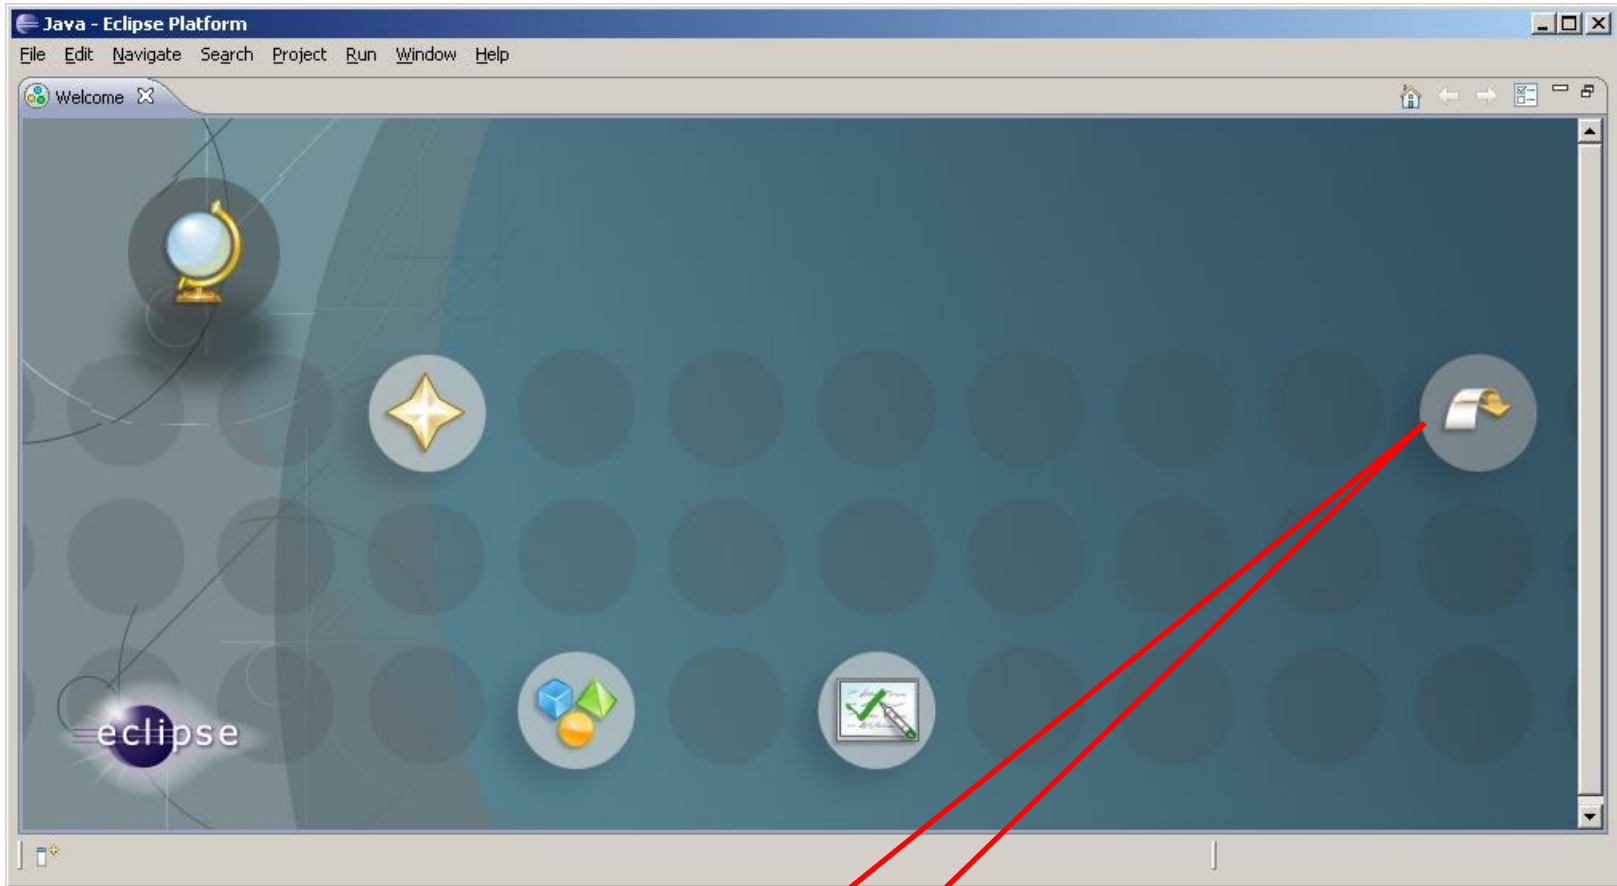 Java - Eclipse Platform
File Edit Navigate Search Project Run Window Help
Welcome
eclipse